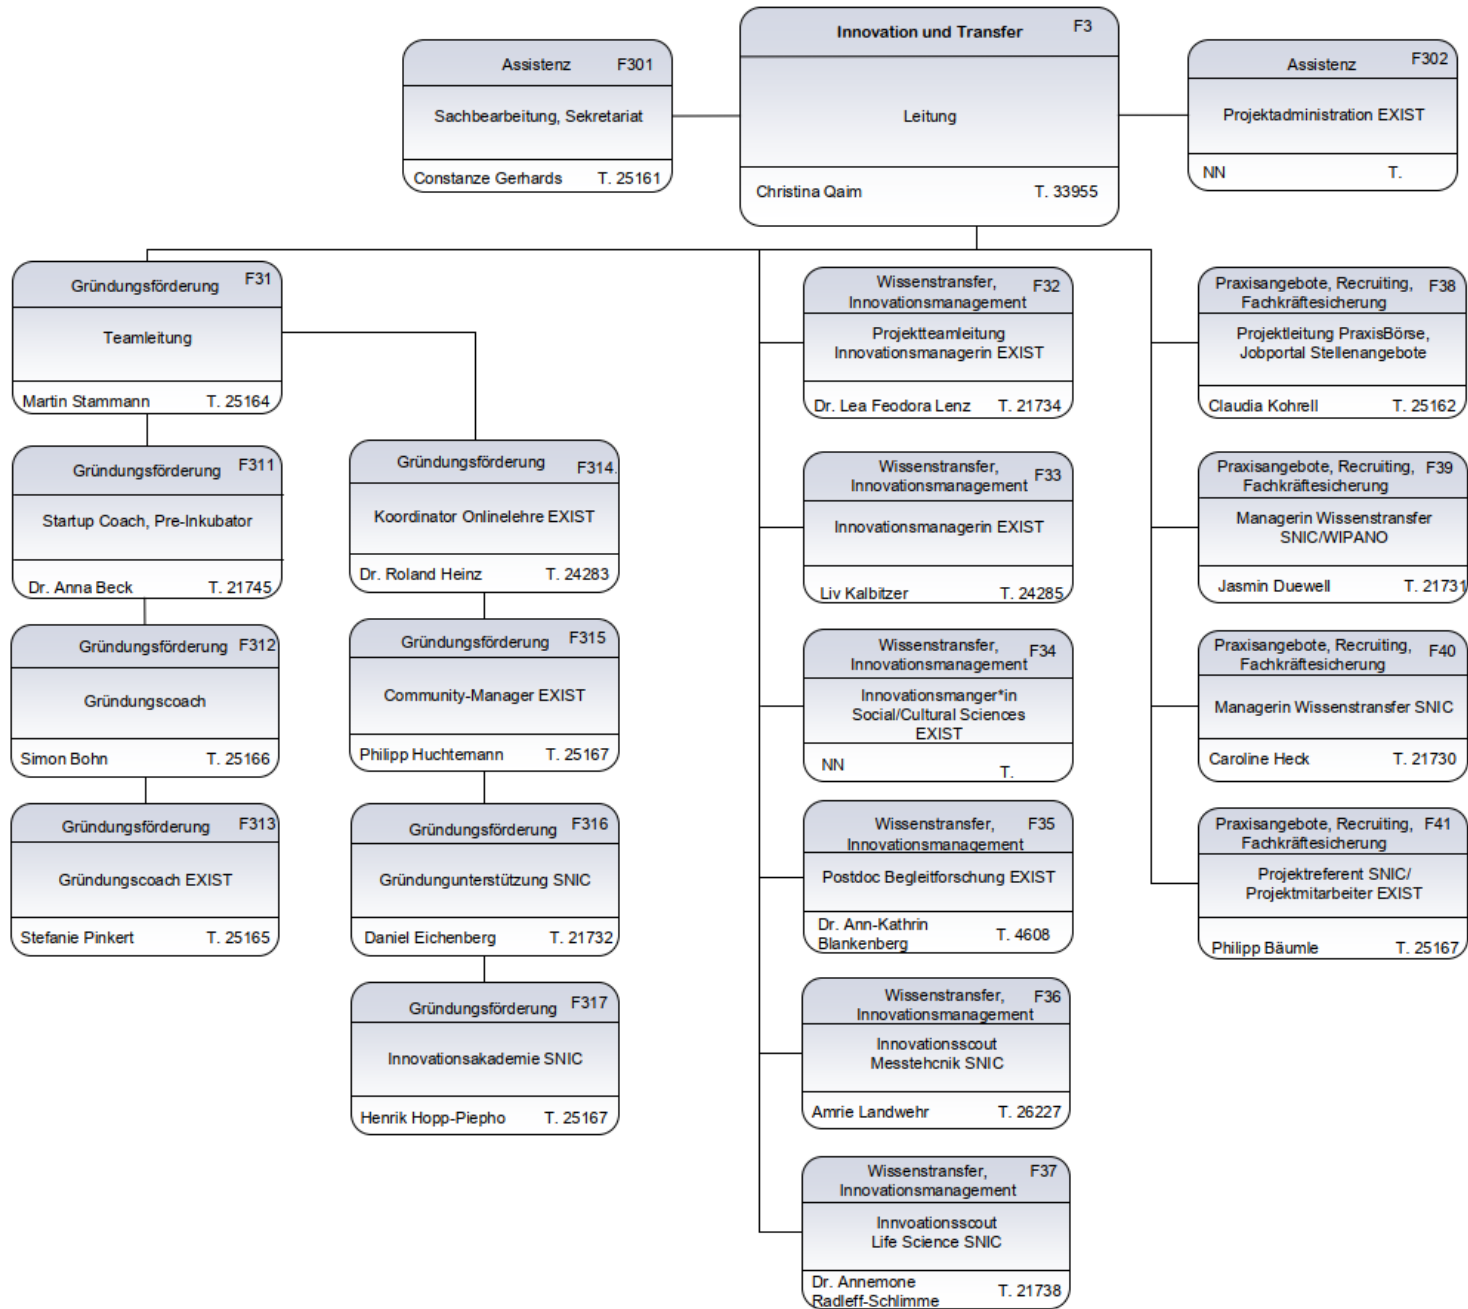 Innovation und Transfer F3
Leitung
Christina Qaim T. 33955
Assistenz F301
Sachbearbeitung, Sekretariat
Constanze Gerhards T. 25161
Assistenz F302
Projektadministration EXIST
NN T.
Gründungsförderung F31
Teamleitung
Martin Stammann T. 25164
Gründungsförderung F311
Startup Coach, Pre-Inkubator
Dr. Anna Beck T. 21745
Gründungsförderung F312
Gründungscoach
Simon Bohn T. 25166
Gründungsförderung F313
Gründungscoach EXIST
Stefanie Pinkert T. 25165
Gründungsförderung F314.
Koordinator Onlinelehre EXIST
Dr. Roland Heinz T. 24283
Gründungsförderung F315
Community-Manager EXIST
Philipp Huchtemann T. 25167
Gründungsförderung F316
Gründungunterstützung SNIC
Daniel Eichenberg T. 21732
Gründungsförderung F317
Innovationsakademie SNIC
Henrik Hopp-Piepho T. 25167
Wissenstransfer, F32
Innovationsmanagement
Projektteamleitung
Innovationsmanagerin EXIST
Dr. Lea Feodora Lenz T. 21734
Wissenstransfer,
Innovationsmanagement F33
Innovationsmanagerin EXIST
Liv Kalbitzer T. 24285
Wissenstransfer, F34
Innovationsmanagement
Innovationsmanger*in
Social/Cultural Sciences
EXIST
NN T.
Wissenstransfer, F35
Innovationsmanagement
Postdoc Begleitforschung EXIST
Dr. Ann-Kathrin
Blankenberg T. 4608
Wissenstransfer, F36
Innovationsmanagement
Innovationsscout
Messtehcnik SNIC
Amrie Landwehr T. 26227
Wissenstransfer, F37
Innovationsmanagement
Innvoationsscout
Life Science SNIC
Dr. Annemone
Radleff-Schlimme T. 21738
Praxisangebote, Recruiting, F38
Fachkräftesicherung
Projektleitung PraxisBörse,
Jobportal Stellenangebote
Claudia Kohrell T. 25162
Praxisangebote, Recruiting, F39
Fachkräftesicherung
Managerin Wissenstransfer
SNIC/WIPANO
Jasmin Duewell T. 21731
Praxisangebote, Recruiting, F40
Fachkräftesicherung
Managerin Wissenstransfer SNIC
Caroline Heck T. 21730
Praxisangebote, Recruiting, F41
Fachkräftesicherung
Projektreferent SNIC/
Projektmitarbeiter EXIST
Philipp Bäumle T. 25167